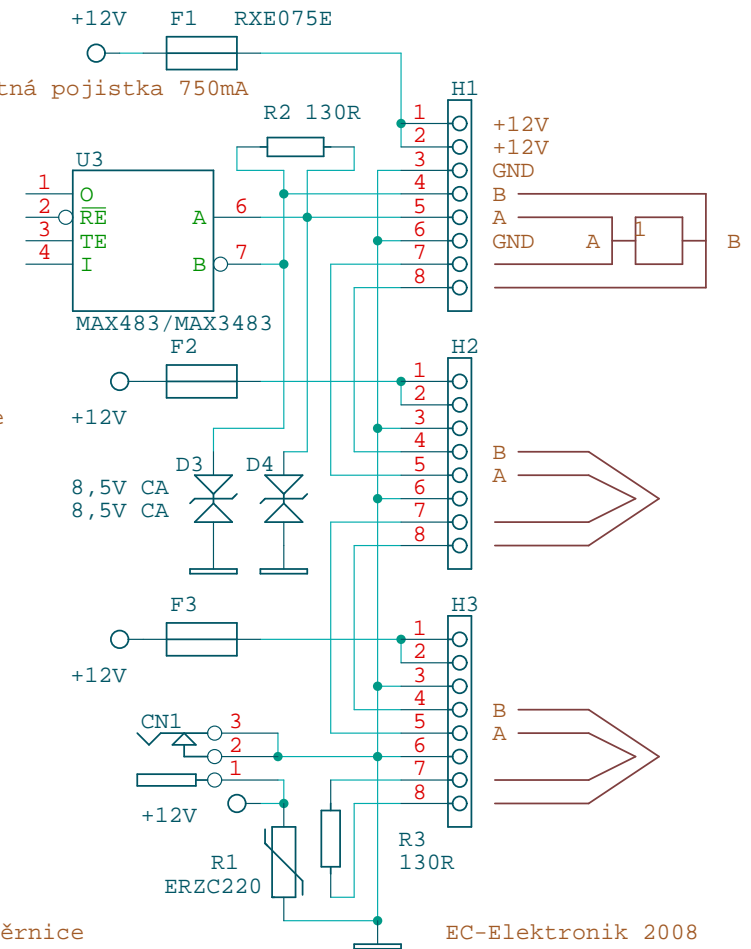 +12V F1 RXE075E
tná pojistka 750mA
H1
R2 130R
1 +12V
2 +12V
3 GND
4 B
5 A
6 GND
7
8
A 1 B
U3
1 O
2 RE
3 TE
4 I
A 6
B 7
MAX483/MAX3483
F2
+12V
e
H2
1
2
3
4 B
5 A
6
7
8
D3 D4
8,5V CA
8,5V CA
F3
+12V
H3
1
2
3
4 B
5 A
6
7
8
CN1
3
2
1
+12V
R1
ERZC220
R3
130R
ěrnice
EC-Elektronik 2008